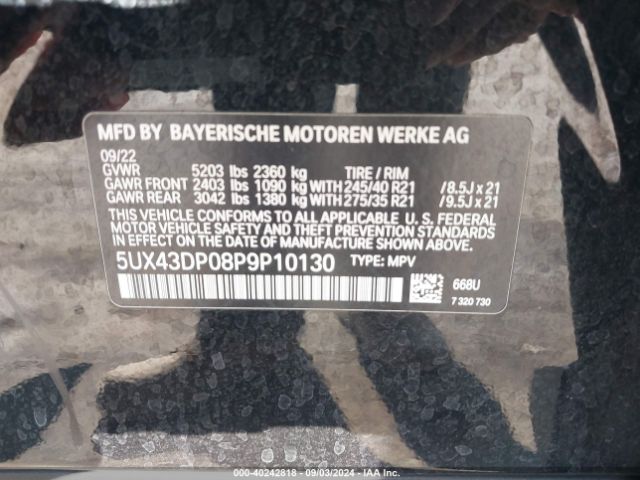 MFD BY BAYERISCHE MOTOREN WERKE AG
09/22
GVWR 5203 lbs 2360 kg TIRE / RIM
GAWR FRONT 2403 lbs 1090 kg WITH 245/40 R21 / 8.5J x 21
GAWR REAR 3042 lbs 1380 kg WITH 275/35 R21 / 9.5J x 21
THIS VEHICLE CONFORMS TO ALL APPLICABLE U. S. FEDERAL
MOTOR VEHICLE SAFETY AND THEFT PREVENTION STANDARDS
IN EFFECT ON THE DATE OF MANUFACTURE SHOWN ABOVE.
5UX43DP08P9P10130 TYPE: MPV
668U
7 320 730
000-40242818 - 09/03/2024 - IAA Inc.